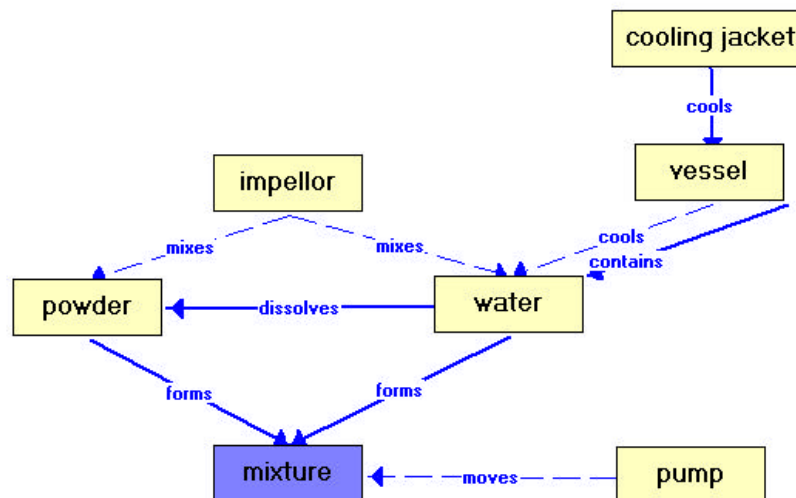 cooling jacket
cools
vessel
impellor
mixes
mixes
cools
contains
powder
dissolves
water
forms
forms
mixture
moves
pump